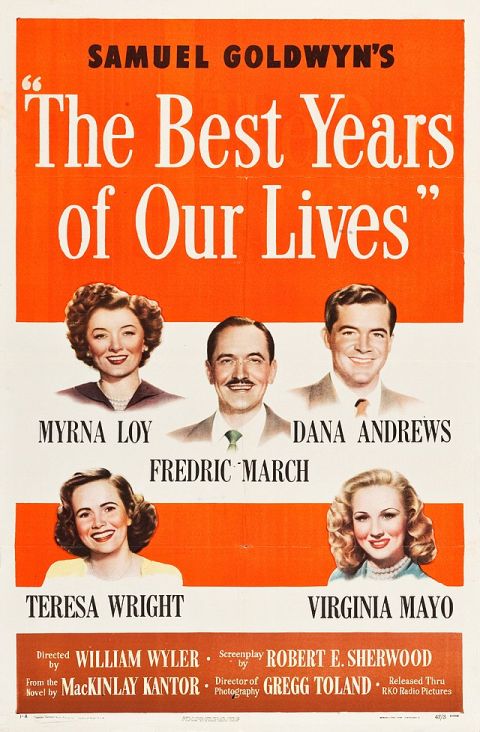 SAMUEL GOLDWYN'S
"The Best Years
of Our Lives"
MYRNA LOY
DANA ANDREWS
FREDRIC MARCH
TERESA WRIGHT
VIRGINIA MAYO
Directed by WILLIAM WYLER · Screenplay by ROBERT E. SHERWOOD
From the Novel by MacKINLAY KANTOR · Director of Photography GREGG TOLAND · Released Thru RKO Radio Pictures